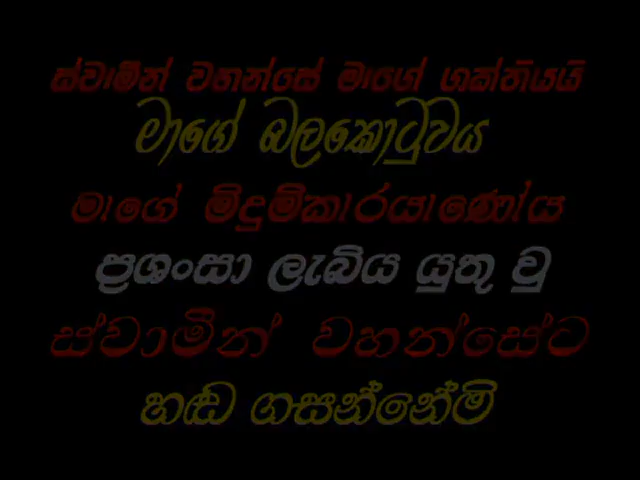 ස්වාමීන් වහන්සේ මාගේ ශක්තියයි
මාගේ බලකොටුවය
මාගේ මිදුම්කාරයාණෝය
ප්‍රශංසා ලැබිය යුතු වූ
ස්වාමින් වහන්සේට
හඬ ගසන්නේමි